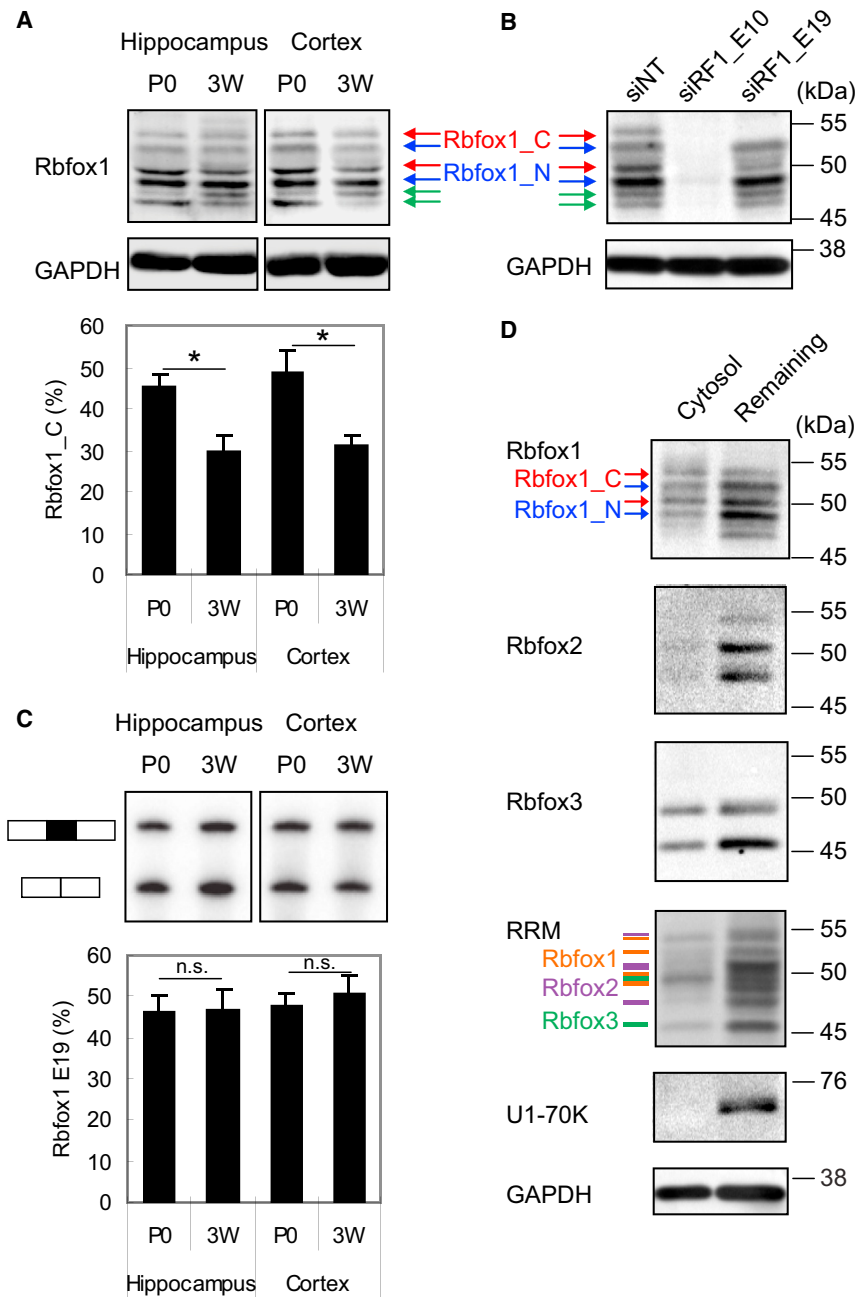 A
Hippocampus Cortex
P0 3W P0 3W
Rbfox1
GAPDH
Rbfox1_C
Rbfox1_N
60
50
40
30
20
10
0
Rbfox1_C (%)
* *
P0 3W P0 3W
Hippocampus Cortex
B
siNT siRF1_E10 siRF1_E19
(kDa)
55
50
45
38
GAPDH
C
Hippocampus Cortex
P0 3W P0 3W
60
50
40
30
20
10
0
Rbfox1 E19 (%)
n.s. n.s.
P0 3W P0 3W
Hippocampus Cortex
D
Cytosol Remaining
(kDa)
Rbfox1
Rbfox1_C
Rbfox1_N
55
50
45
Rbfox2
55
50
45
Rbfox3
55
50
45
RRM
Rbfox1
Rbfox2
Rbfox3
55
50
45
U1-70K
76
GAPDH
38